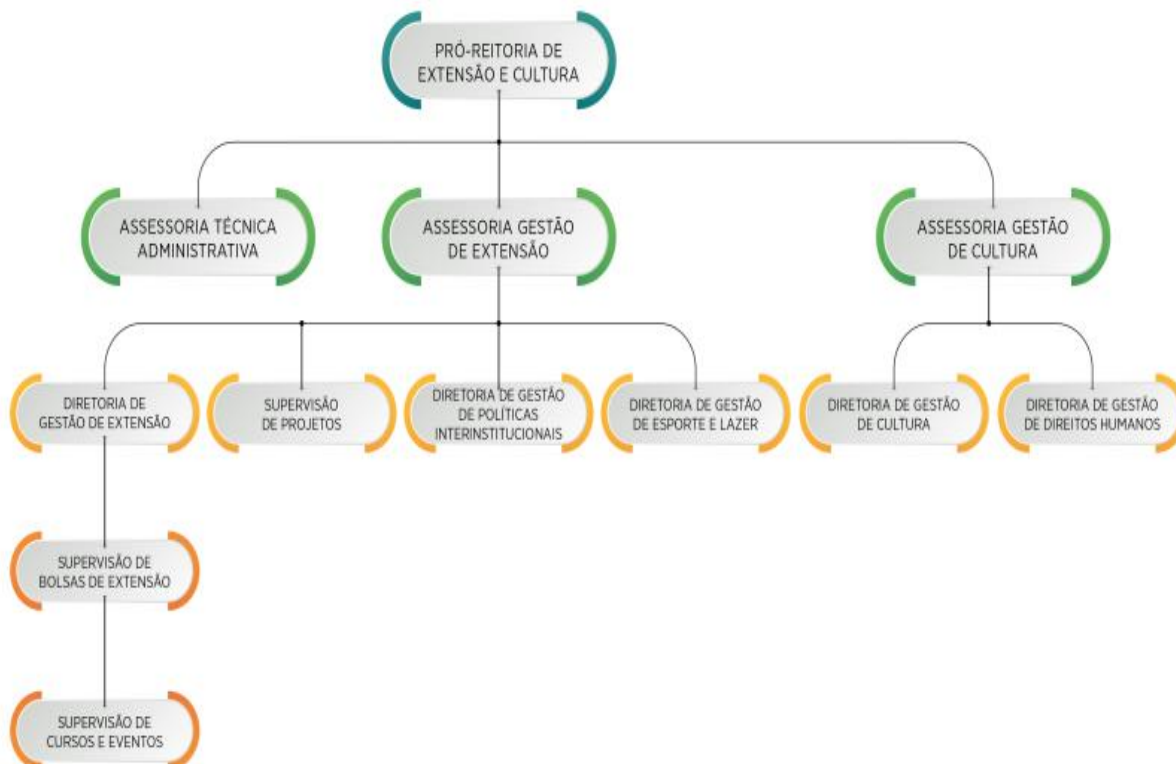 PRÓ-REITORIA DE
EXTENSÃO E CULTURA
ASSESSORIA TÉCNICA
ADMINISTRATIVA
ASSESSORIA GESTÃO
DE EXTENSÃO
ASSESSORIA GESTÃO
DE CULTURA
DIRETORIA DE
GESTÃO DE EXTENSÃO
SUPERVISÃO
DE PROJETOS
DIRETORIA DE GESTÃO
DE POLÍTICAS
INTERINSTITUCIONAIS
DIRETORIA DE GESTÃO
DE ESPORTE E LAZER
DIRETORIA DE GESTÃO
DE CULTURA
DIRETORIA DE GESTÃO
DE DIREITOS HUMANOS
SUPERVISÃO DE
BOLSAS DE EXTENSÃO
SUPERVISÃO DE
CURSOS E EVENTOS